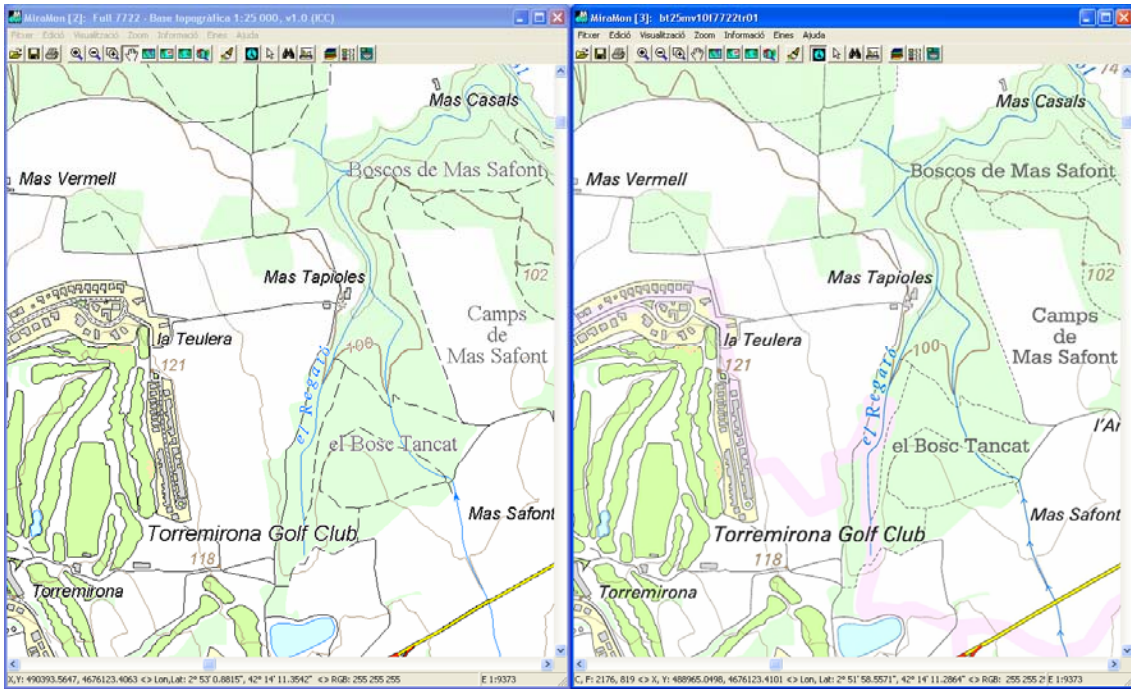 MiraMon [2]: Full 7722 - Base topogràfica 1:25 000, v1.0 (ICC)
Fitxer Edició Visualització Zoom Informació Eines Ajuda
Mas Casals
Boscos de Mas Safont
Mas Vermell
102
Mas Tapioles
Camps
de
Mas Safont
la Teulera
100
121
el Regató
el Bosc Tancat
Mas Safont
Torremirona Golf Club
118
Torremirona
X,Y: 490393.5647, 4676123.4063 <> Lon,Lat: 2° 53' 0.8815", 42° 14' 11.3542" <> RGB: 255 255 255
E 1:9373
MiraMon [3]: bt25mv10f7722tr01
Fitxer Edició Visualització Zoom Informació Eines Ajuda
74
Mas Casals
Boscos de Mas Safont
Mas Vermell
102
Mas Tapioles
Camps
de
Mas Safont
la Teulera
100
121
el Regató
l'Ar
el Bosc Tancat
Mas Safont
Torremirona Golf Club
118
Torremirona
C, F: 2176, 819 <> X, Y: 488965.0498, 4676123.4101 <> Lon,Lat: 2° 51' 58.5571", 42° 14' 11.2864" <> RGB: 255 255 2
E 1:9373